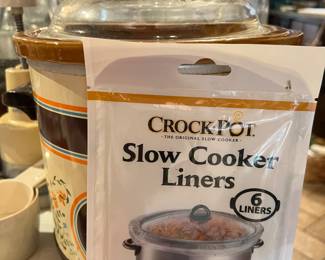 CROCK·POT
- THE ORIGINAL SLOW COOKER -
Slow Cooker
Liners
6
LINERS